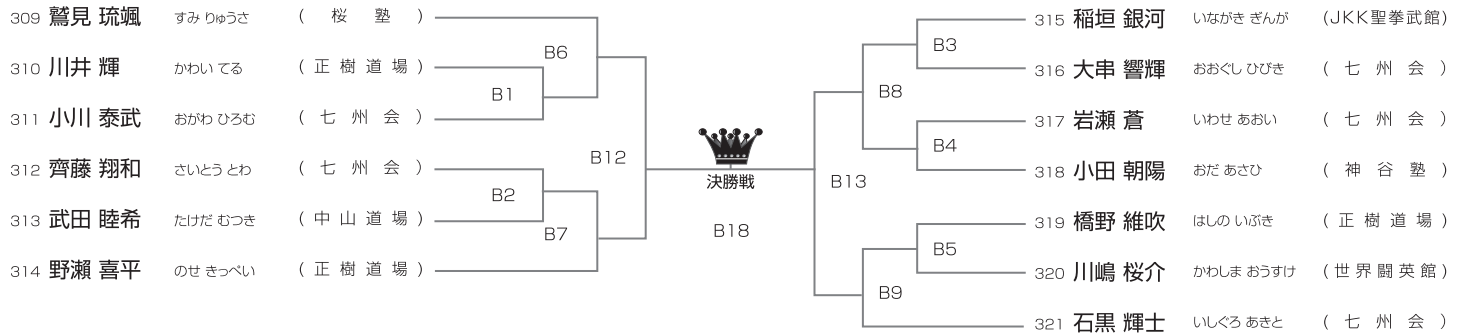 309 鷲見 琉颯 すみ りゅうさ (桜塾)
310 川井 輝 かわい てる (正樹道場)
311 小川 泰武 おがわ ひろむ (七州会)
312 齊藤 翔和 さいとう とわ (七州会)
313 武田 睦希 たけだ むつき (中山道場)
314 野瀬 喜平 のせ きっぺい (正樹道場)
B6
B1
B12
B2
B7
決勝戦
B18
B3
B8
B4
B13
B5
B9
315 稲垣 銀河 いながき ぎんが (JKK聖拳武館)
316 大串 響輝 おおぐし ひびき (七州会)
317 岩瀬 蒼 いわせ あおい (七州会)
318 小田 朝陽 おだ あさひ (神谷塾)
319 橋野 維吹 はしの いぶき (正樹道場)
320 川嶋 桜介 かわしま おうすけ (世界闘英館)
321 石黒 輝士 いしぐろ あきと (七州会)